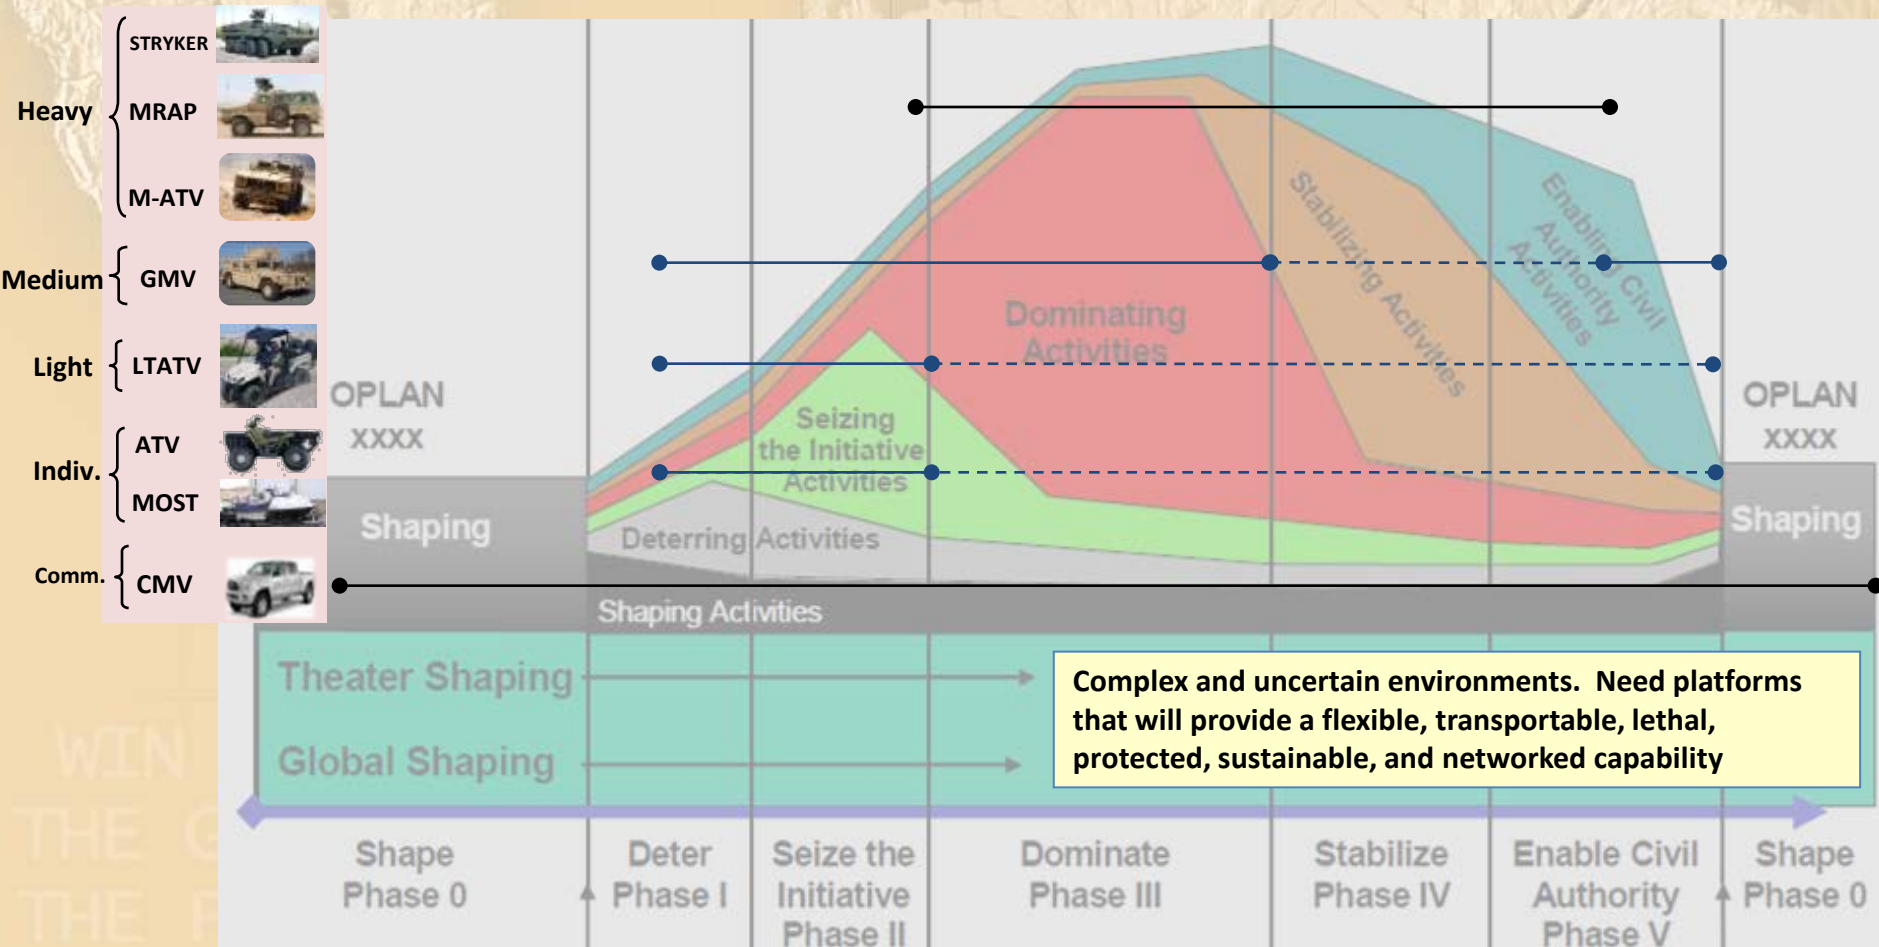 Heavy
STRYKER
MRAP
M-ATV
Medium
GMV
Light
LTATV
Indiv.
ATV
MOST
Comm.
CMV
OPLAN
XXXX
Shaping
Deterring Activities
Seizing
the Initiative
Activities
Dominating
Activities
Stabilizing Activities
Enabling Civil
Authority
Activities
OPLAN
XXXX
Shaping
Shaping Activities
Theater Shaping
Global Shaping
Complex and uncertain environments. Need platforms
that will provide a flexible, transportable, lethal,
protected, sustainable, and networked capability
Shape
Phase 0
Deter
Phase I
Seize the
Initiative
Phase II
Dominate
Phase III
Stabilize
Phase IV
Enable Civil
Authority
Phase V
Shape
Phase 0
WIN
THE
THE